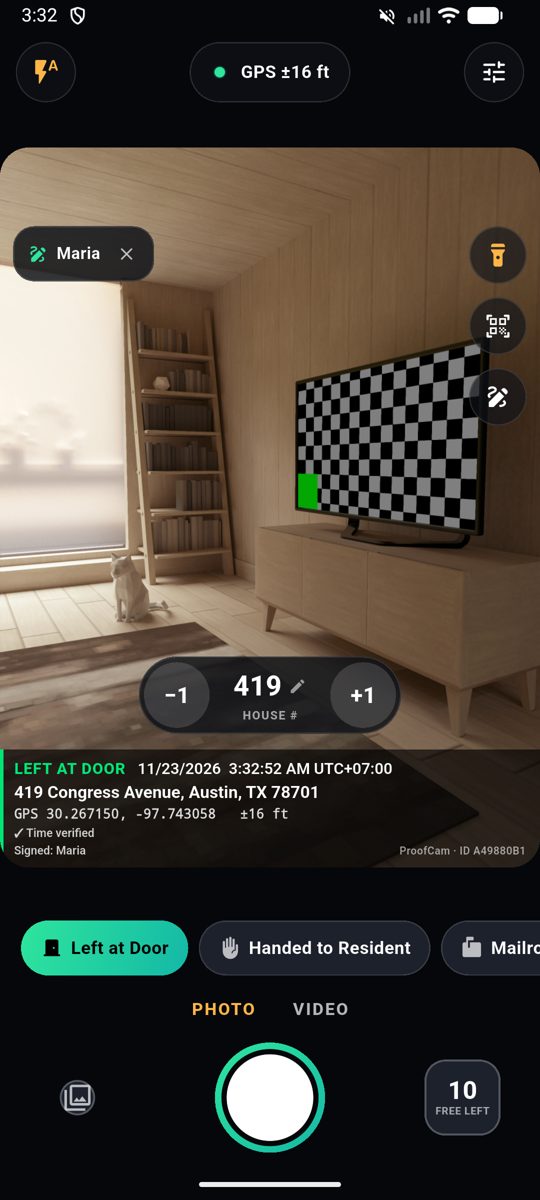 3:32
A
GPS ±16 ft
Maria
−1
419
+1
HOUSE #
LEFT AT DOOR 11/23/2026 3:32:52 AM UTC+07:00
419 Congress Avenue, Austin, TX 78701
GPS 30.267150, -97.743058 ±16 ft
✓ Time verified
Signed: Maria
ProofCam · ID A49880B1
Left at Door
Handed to Resident
Mailro
PHOTO
VIDEO
10
FREE LEFT